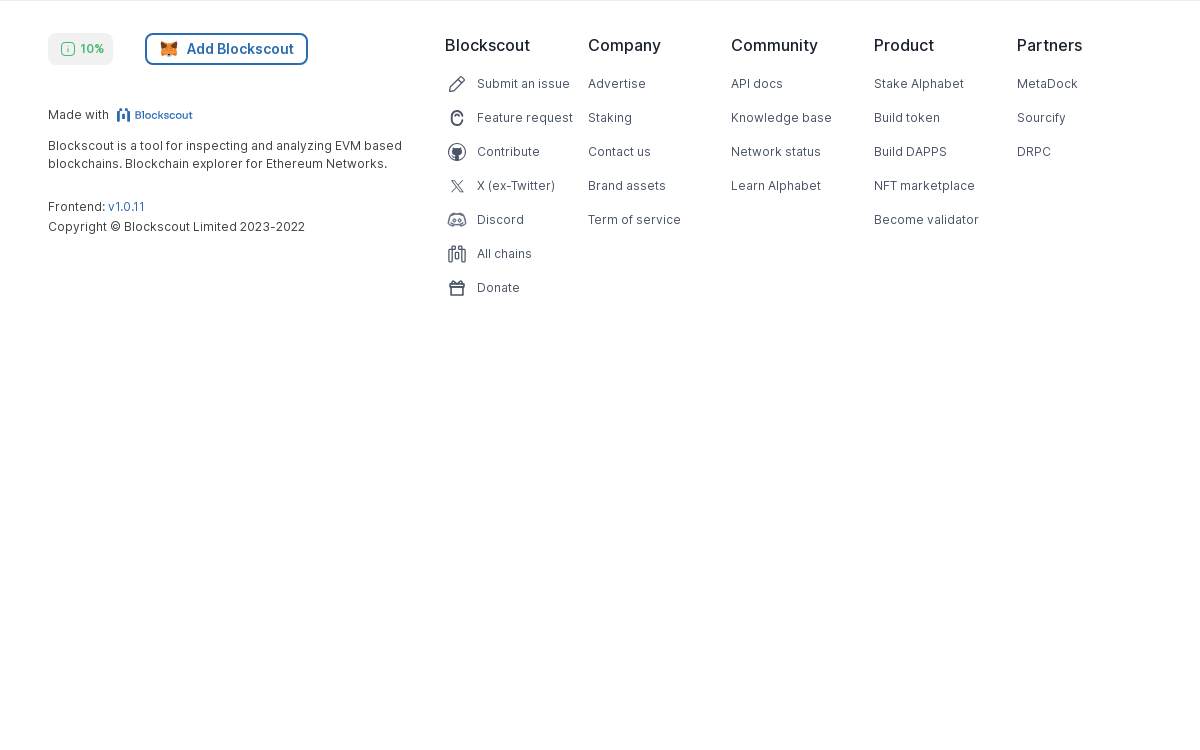 10%
Add Blockscout
Made with Blockscout
Blockscout is a tool for inspecting and analyzing EVM based
blockchains. Blockchain explorer for Ethereum Networks.
Frontend: v1.0.11
Copyright © Blockscout Limited 2023-2022
Blockscout
Submit an issue
Feature request
Contribute
X (ex-Twitter)
Discord
All chains
Donate
Company
Advertise
Staking
Contact us
Brand assets
Term of service
Community
API docs
Knowledge base
Network status
Learn Alphabet
Product
Stake Alphabet
Build token
Build DAPPS
NFT marketplace
Become validator
Partners
MetaDock
Sourcify
DRPC